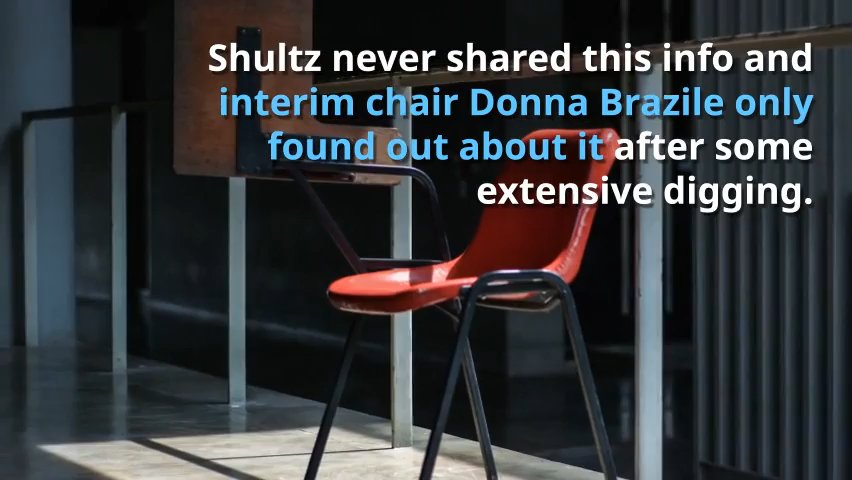 Shultz never shared this info and
interim chair Donna Brazile only
found out about it after some
extensive digging.